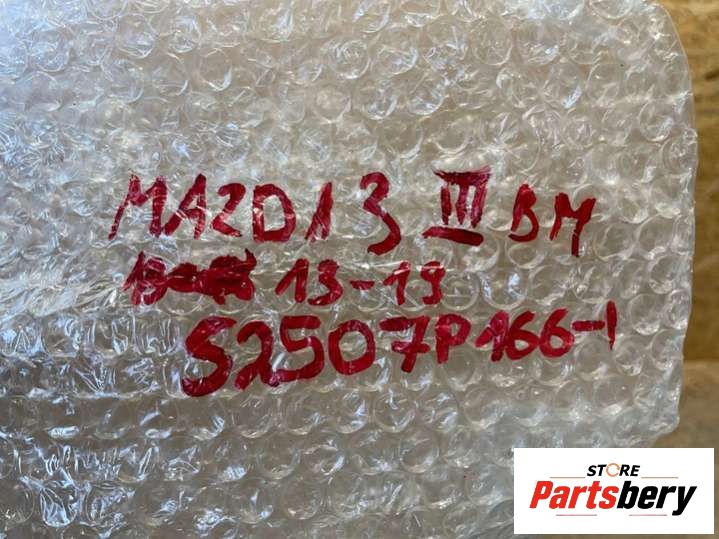 MAZDA 3 III BM
13-19
S2507P166-1
STORE
Partsbery